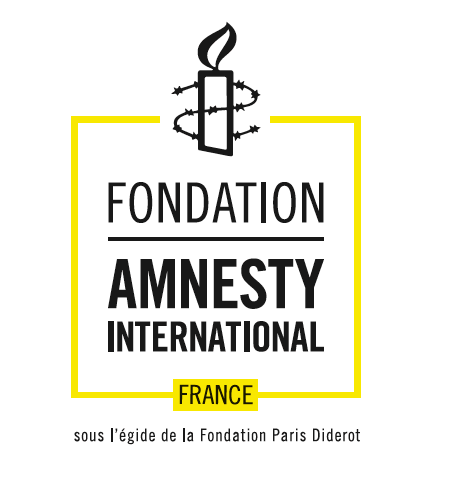 FONDATION
AMNESTY
INTERNATIONAL
FRANCE
sous l'égide de la Fondation Paris Diderot